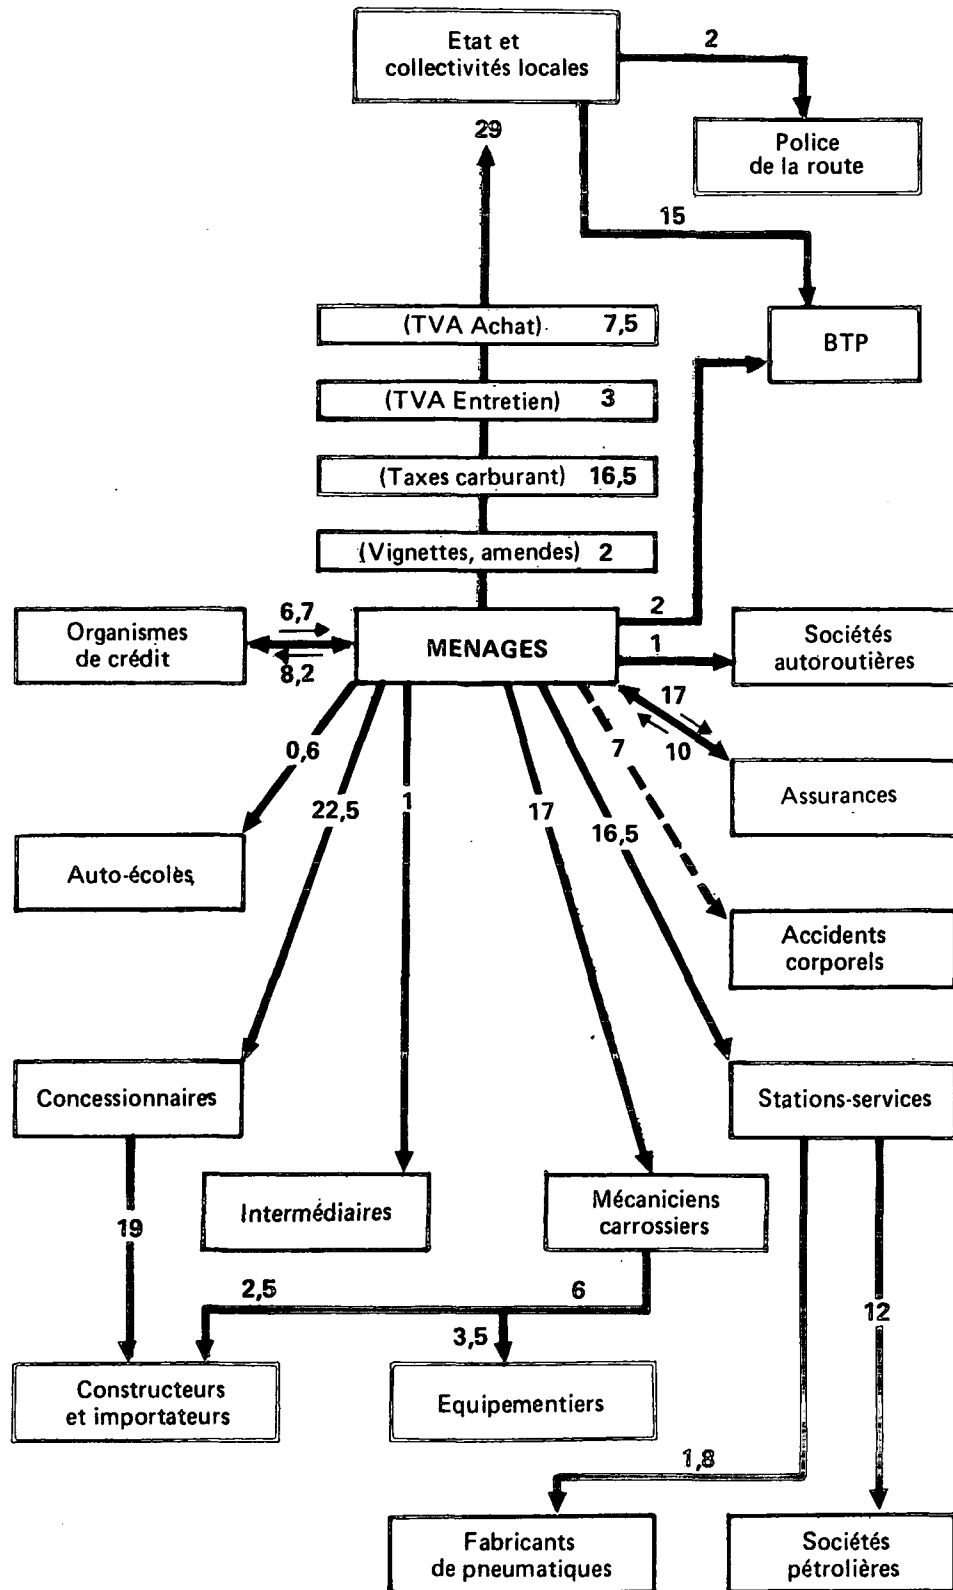 Etat et
collectivités locales
2
Police
de la route
29
15
(TVA Achat) 7,5
BTP
(TVA Entretien) 3
(Taxes carburant) 16,5
(Vignettes, amendes) 2
Organismes
de crédit
6,7
8,2
MENAGES
2
1
Sociétés
autoroutières
17
10
Assurances
0,6
22,5
1
17
16,5
7
Auto-écolès
Accidents
corporels
Concessionnaires
Stations-services
Intermédiaires
Mécaniciens
carrossiers
19
2,5
6
3,5
12
Constructeurs
et importateurs
Equipementiers
1,8
Fabricants
de pneumatiques
Sociétés
pétrolières